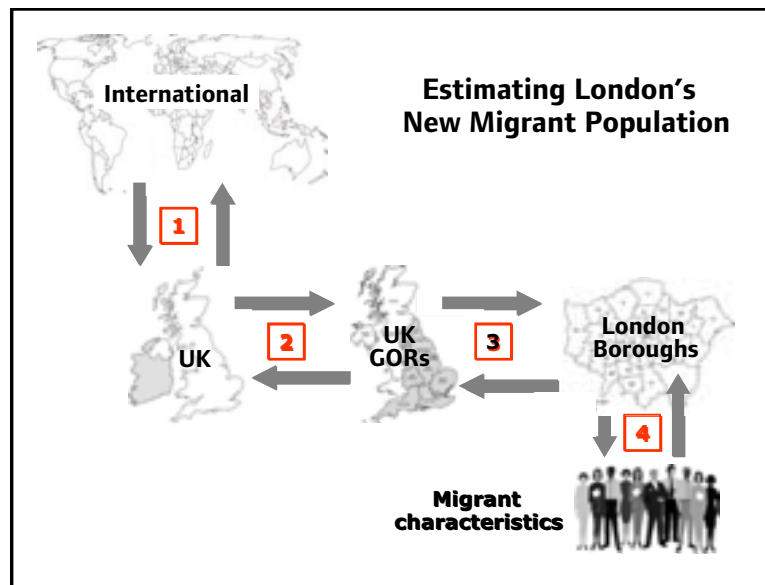 International
Estimating London's
New Migrant Population
1
UK
2
UK
GORs
3
London
Boroughs
4
Migrant
characteristics